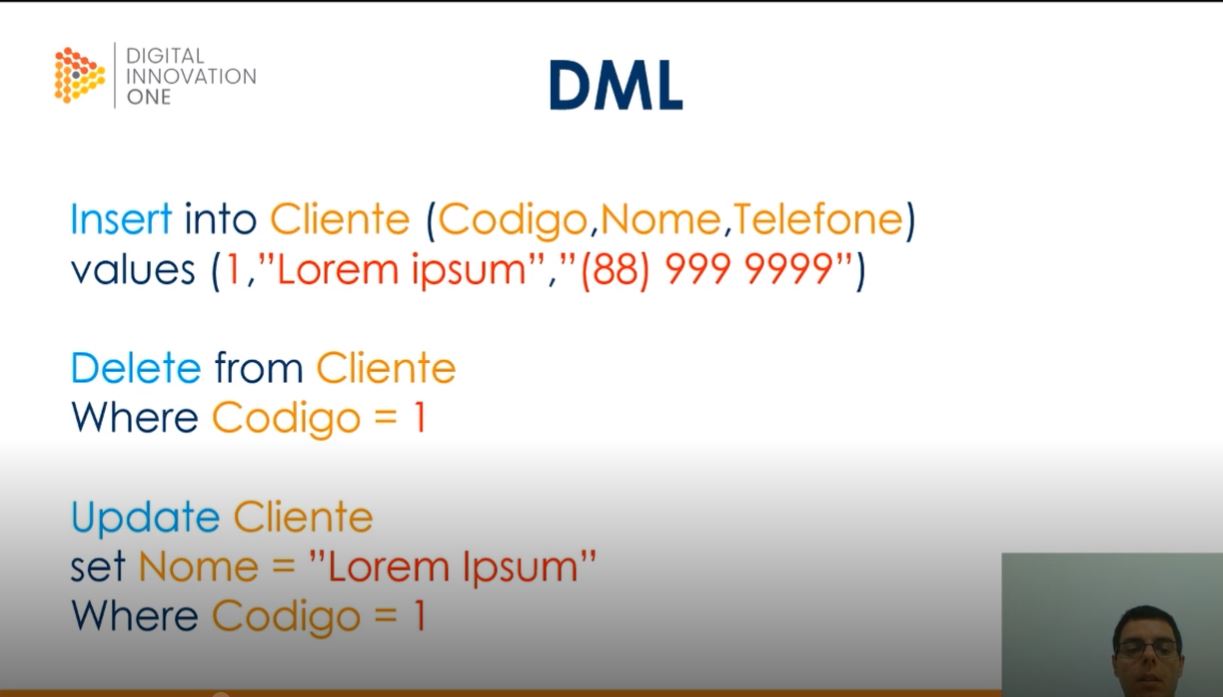 DIGITAL
INNOVATION
ONE
DML
Insert into Cliente (Codigo,Nome,Telefone)
values (1,”Lorem ipsum”,”(88) 999 9999”)
Delete from Cliente
Where Codigo = 1
Update Cliente
set Nome = ”Lorem Ipsum”
Where Codigo = 1